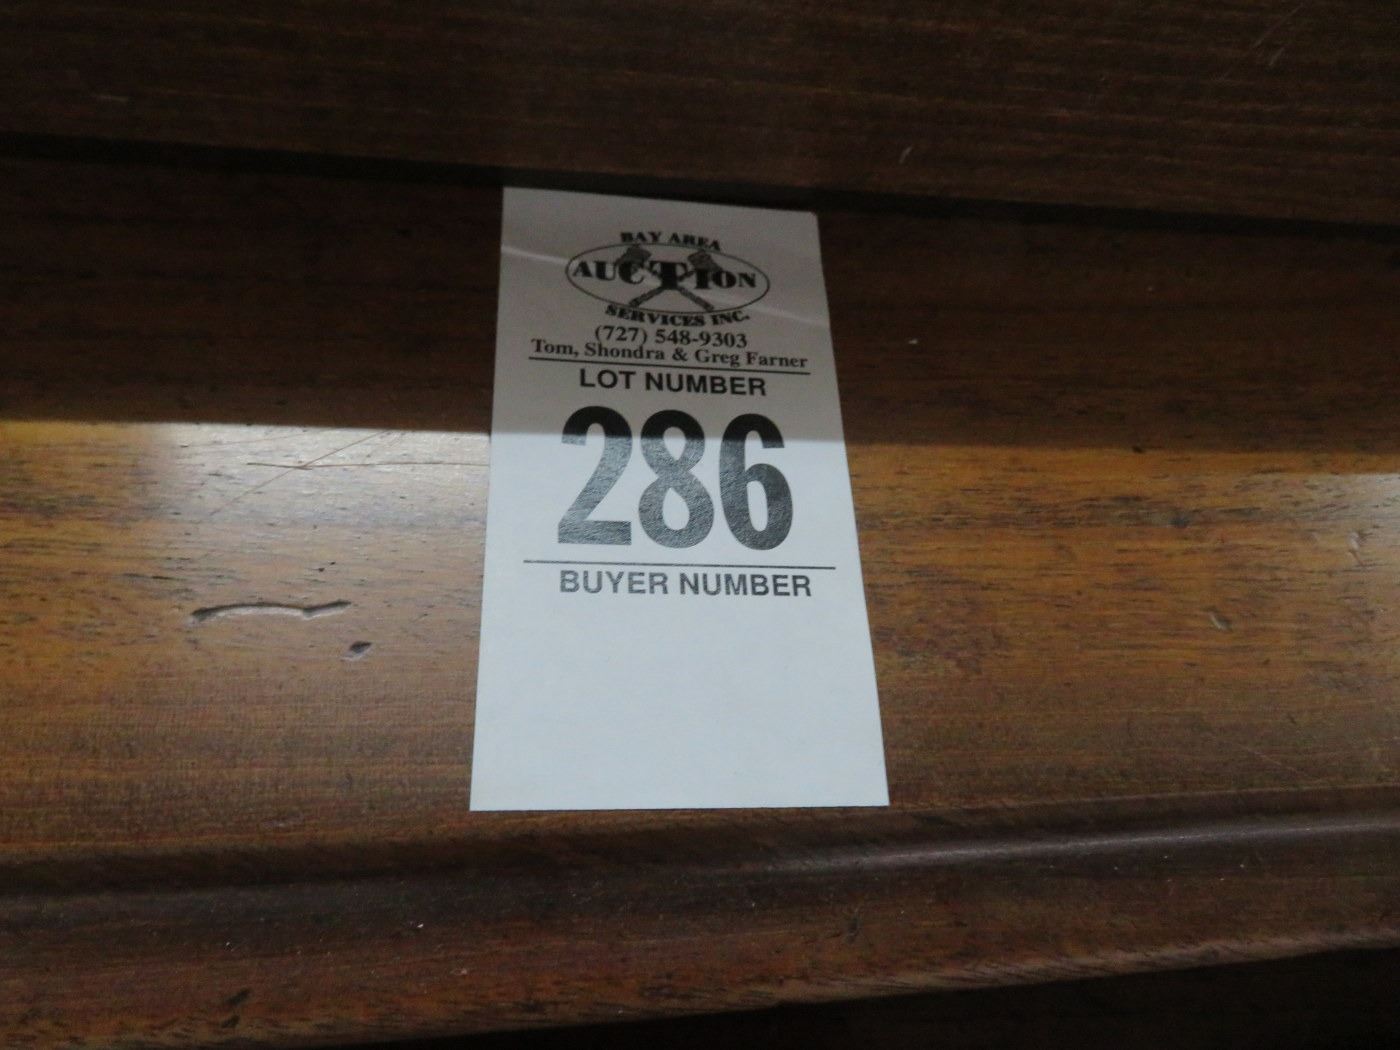 BAY AREA
AUCTION
SERVICES INC.
(727) 548-9303
Tom, Shondra & Greg Farner
LOT NUMBER
286
BUYER NUMBER